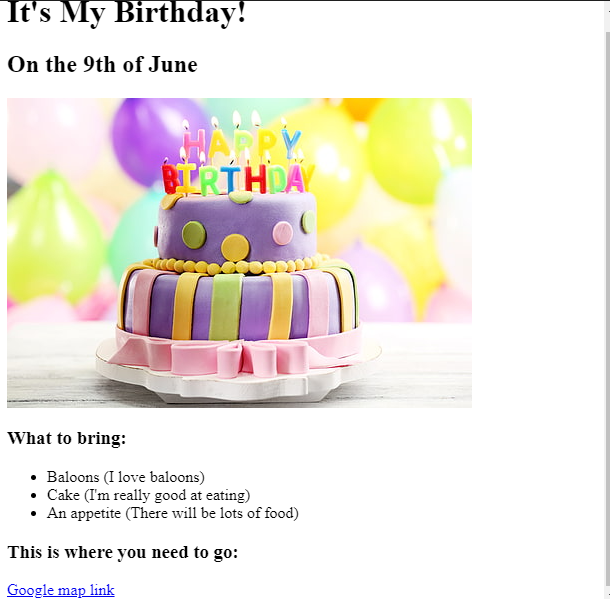 It's My Birthday!
On the 9th of June
HAPPY
BIRTHDAY
What to bring:
Baloons (I love baloons)
Cake (I'm really good at eating)
An appetite (There will be lots of food)
This is where you need to go:
Google map link